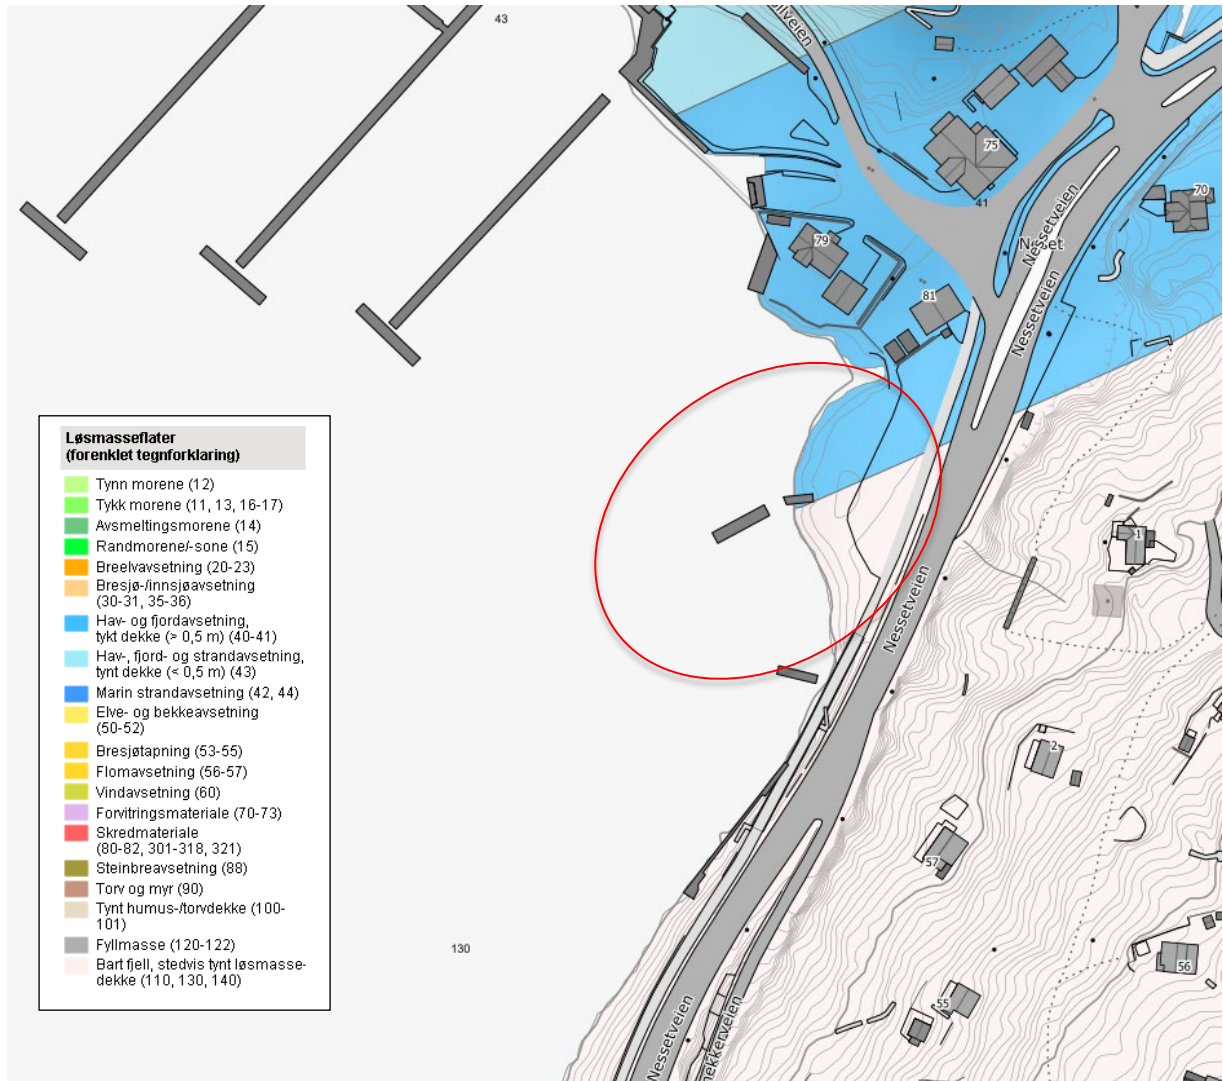 43
Nessetveien
75
70
41
Nesset
79
81
Nessetveien
Løsmasseflater
(forenklet tegnforklaring)
Tynn morene (12)
Tykk morene (11, 13, 16-17)
Avsmeltingsmorene (14)
Randmorene/-sone (15)
Breelvavsetning (20-23)
Bresjø-/innsjøavsetning
(30-31, 35-36)
Hav- og fjordavsetning,
tykt dekke (> 0,5 m) (40-41)
Hav-, fjord- og strandavsetning,
tynt dekke (< 0,5 m) (43)
Marin strandavsetning (42, 44)
Elve- og bekkeavsetning
(50-52)
Bresjøtapning (53-55)
Flomavsetning (56-57)
Vindavsetning (60)
Forvitringsmateriale (70-73)
Skredmateriale
(80-82, 301-318, 321)
Steinbreavsetning (88)
Torv og myr (90)
Tynt humus-/torvdekke (100-
101)
Fyllmasse (120-122)
Bart fjell, stedvis tynt løsmasse-
dekke (110, 130, 140)
1
Nessetveien
2
57
130
56
55
Nessetveien